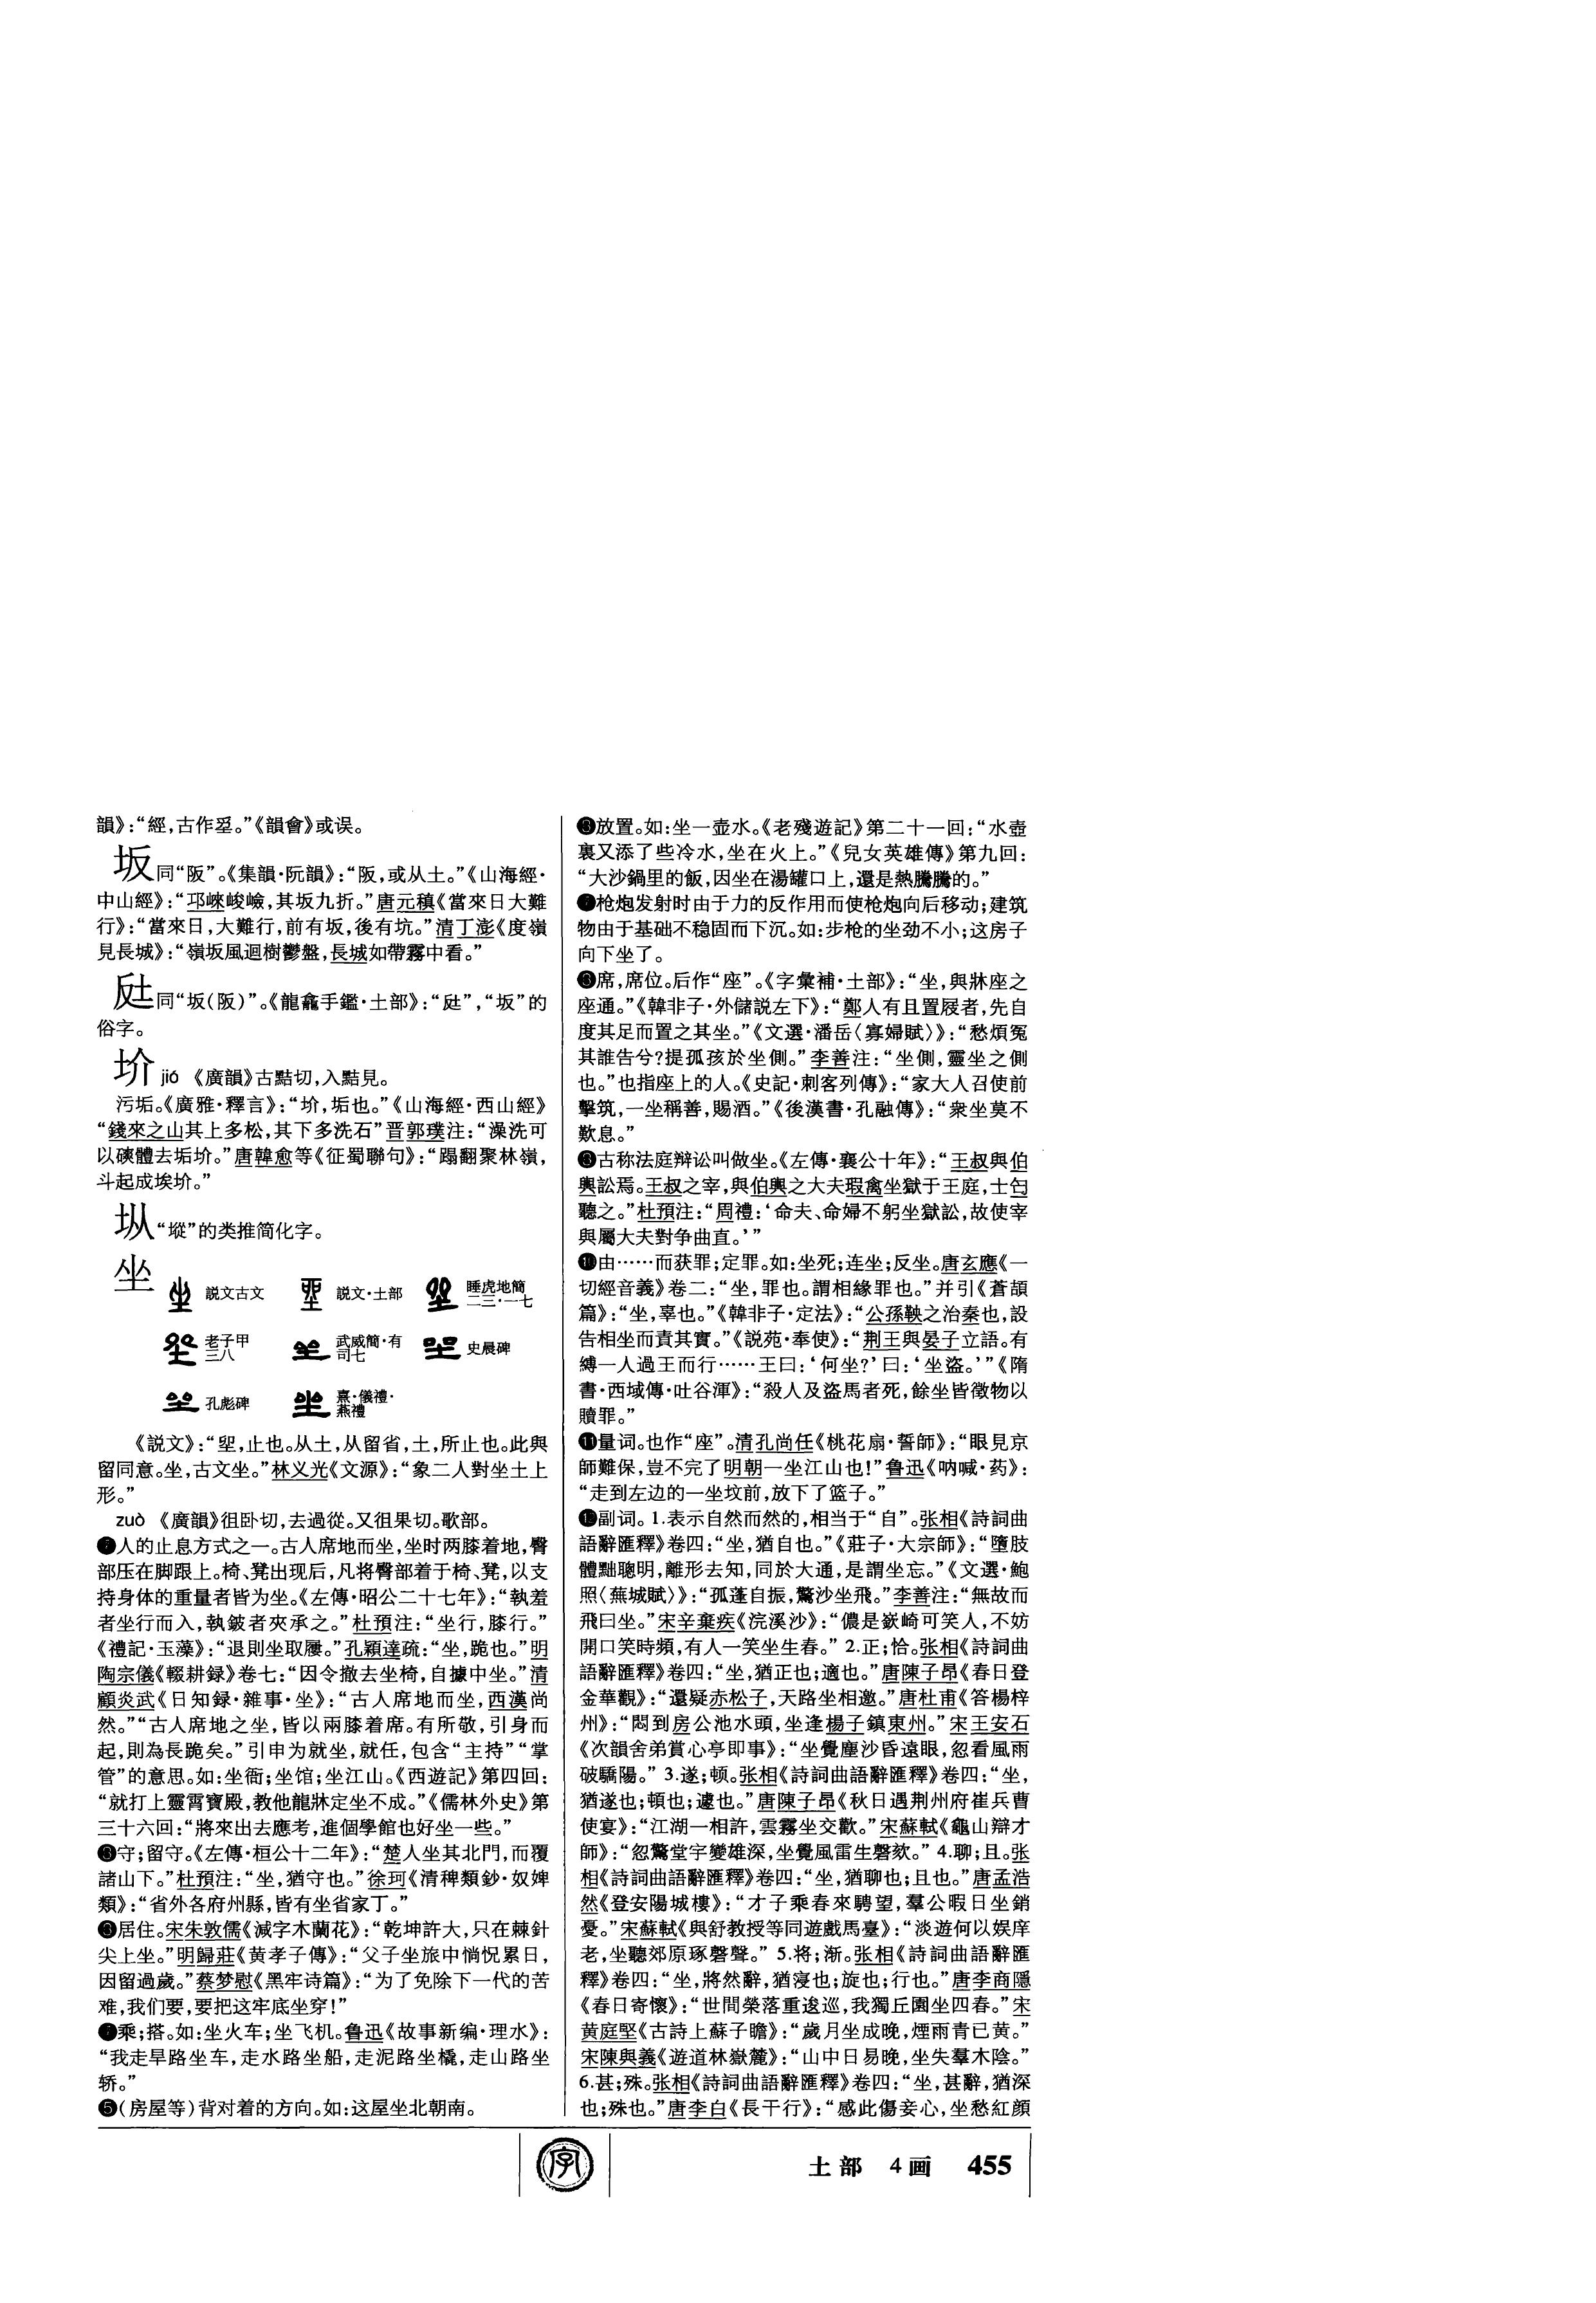 韻》：“經，古作巠。”《韻會》或误。
坂同“阪”。《集韻·阮韻》：“阪，或从土。”《山海經·
中山經》：“邛崍峻嶮，其坂九折。”唐元稹《當來日大難
行》：“當來日，大難行，前有坂，後有坑。”清丁澎《度嶺
見長城》：“嶺坂風迴樹鬱盤，長城如帶霧中看。”
同“坂（阪）”。《龍龕手鑑·土部》：“”，“坂”的
俗字。
圿 jiá 《廣韻》古黠切，入黠見。
污垢。《廣雅·釋言》：“圿，垢也。”《山海經·西山經》
“錢來之山其上多松，其下多洗石”晋郭璞注：“澡洗可
以磢體去垢圿。”唐韓愈等《征蜀聯句》：“蹋翻聚林嶺，
斗起成埃圿。”
“㙡”的类推简化字。
坐
説文古文 説文·土部 睡虎地簡二三·一七
老子甲三八 武威簡·有司七 史晨碑
孔彪碑 熹·儀禮·燕禮
《説文》：“坙，止也。从土，从留省，土，所止也。此與
留同意。坐，古文坐。”林义光《文源》：“象二人對坐土上
形。”
zuò 《廣韻》徂卧切，去過從。又徂果切。歌部。
❶人的止息方式之一。古人席地而坐，坐时两膝着地，臀
部压在脚跟上。椅、凳出现后，凡将臀部着于椅、凳，以支
持身体的重量者皆为坐。《左傳·昭公二十七年》：“執羞
者坐行而入，執鈹者夾承之。”杜預注：“坐行，膝行。”
《禮記·玉藻》：“退則坐取屨。”孔穎達疏：“坐，跪也。”明
陶宗儀《輟耕録》卷七：“因令撤去坐椅，自據中坐。”清
顧炎武《日知録·雜事·坐》：“古人席地而坐，西漢尚
然。”“古人席地之坐，皆以兩膝着席。有所敬，引身而
起，則為長跪矣。”引申为就坐，就任，包含“主持”“掌
管”的意思。如：坐衙；坐馆；坐江山。《西遊記》第四回：
“就打上靈霄寶殿，教他龍牀定坐不成。”《儒林外史》第
三十六回：“將來出去應考，進個學館也好坐一些。”
❷守；留守。《左傳·桓公十二年》：“楚人坐其北門，而覆
諸山下。”杜預注：“坐，猶守也。”徐珂《清稗類鈔·奴婢
類》：“省外各府州縣，皆有坐省家丁。”
❸居住。宋朱敦儒《減字木蘭花》：“乾坤許大，只在棘針
尖上坐。”明歸莊《黄孝子傳》：“父子坐旅中惝怳累日，
因留過歲。”蔡梦慰《黑牢诗篇》：“为了免除下一代的苦
难，我们要，要把这牢底坐穿！”
❹乘；搭。如：坐火车；坐飞机。鲁迅《故事新编·理水》：
“我走旱路坐车，走水路坐船，走泥路坐橇，走山路坐
轿。”
❺（房屋等）背对着的方向。如：这屋坐北朝南。
❻放置。如：坐一壶水。《老殘遊記》第二十一回：“水壺
裏又添了些冷水，坐在火上。”《兒女英雄傳》第九回：
“大沙鍋里的飯，因坐在湯罐口上，還是熱騰騰的。”
❼枪炮发射时由于力的反作用而使枪炮向后移动；建筑
物由于基础不稳固而下沉。如：步枪的坐劲不小；这房子
向下坐了。
❽席，席位。后作“座”。《字彙補·土部》：“坐，與牀座之
座通。”《韓非子·外儲説左下》：“鄭人有且置屐者，先自
度其足而置之其坐。”《文選·潘岳〈寡婦賦〉》：“愁煩冤
其誰告兮？提孤孩於坐側。”李善注：“坐側，靈坐之側
也。”也指座上的人。《史記·刺客列傳》：“家大人召使前
擊筑，一坐稱善，賜酒。”《後漢書·孔融傳》：“衆坐莫不
歎息。”
❾古称法庭辩讼叫做坐。《左傳·襄公十年》：“王叔與伯
輿訟焉。王叔之宰，與伯輿之大夫瑕禽坐獄于王庭，士匄
聽之。”杜預注：“周禮：‘命夫、命婦不躬坐獄訟，故使宰
與屬大夫對争曲直。’”
❿由……而获罪；定罪。如：坐死；连坐；反坐。唐玄應《一
切經音義》卷二：“坐，罪也。謂相緣罪也。”并引《蒼頡
篇》：“坐，辜也。”《韓非子·定法》：“公孫鞅之治秦也，設
告相坐而責其實。”《説苑·奉使》：“荆王與晏子立語。有
縛一人過王而行……王曰：‘何坐？’曰：‘坐盜。’”《隋
書·西域傳·吐谷渾》：“殺人及盜馬者死，餘坐皆徵物以
贖罪。”
⓫量词。也作“座”。清孔尚任《桃花扇·誓師》：“眼見京
師難保，豈不完了明朝一坐江山也！”鲁迅《呐喊·药》：
“走到左边的一坐坟前，放下了篮子。”
⓬副词。1.表示自然而然的，相当于“自”。张相《詩詞曲
語辭匯釋》卷四：“坐，猶自也。”《莊子·大宗師》：“墮肢
體黜聰明，離形去知，同於大通，是謂坐忘。”《文選·鮑
照〈蕪城賦〉》：“孤蓬自振，驚沙坐飛。”李善注：“無故而
飛曰坐。”宋辛棄疾《浣溪沙》：“儂是嶔崎可笑人，不妨
開口笑時頻，有人一笑坐生春。” 2.正；恰。张相《詩詞曲
語辭匯釋》卷四：“坐，猶正也；適也。”唐陳子昂《春日登
金華觀》：“還疑赤松子，天路坐相邀。”唐杜甫《答楊梓
州》：“悶到房公池水頭，坐逢楊子鎮東州。”宋王安石
《次韻舍弟賞心亭即事》：“坐覺塵沙昏遠眼，忽看風雨
破驕陽。” 3.遂；顿。张相《詩詞曲語辭匯釋》卷四：“坐，
猶遂也；頓也；遽也。”唐陳子昂《秋日遇荆州府崔兵曹
使宴》：“江湖一相許，雲霧坐交歡。”宋蘇軾《龜山辯才
師》：“忽驚堂宇變雄深，坐覺風雷生磬欬。” 4.聊；且。张
相《詩詞曲語辭匯釋》卷四：“坐，猶聊也；且也。”唐孟浩
然《登安陽城樓》：“才子乘春來騁望，羣公暇日坐銷
憂。”宋蘇軾《與舒教授等同遊戲馬臺》：“淡遊何以娱庠
老，坐聽郊原琢磬聲。” 5.将；渐。张相《詩詞曲語辭匯
釋》卷四：“坐，將然辭，猶寖也；旋也；行也。”唐李商隱
《春日寄懷》：“世間榮落重逡巡，我獨丘園坐四春。”宋
黄庭堅《古詩上蘇子瞻》：“歲月坐成晚，煙雨青已黄。”
宋陳與義《遊道林嶽麓》：“山中日易晚，坐失羣木陰。”
6.甚；殊。张相《詩詞曲語辭匯釋》卷四：“坐，甚辭，猶深
也；殊也。”唐李白《長干行》：“感此傷妾心，坐愁紅顔
字
土部 4画 455